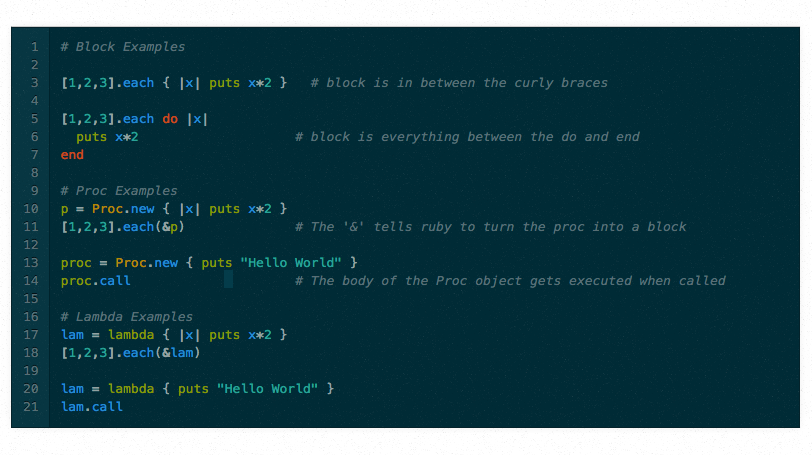 1 # Block Examples
2
3 [1,2,3].each { |x| puts x*2 }   # block is in between the curly braces
4
5 [1,2,3].each do |x|
6   puts x*2                    # block is everything between the do and end
7 end
8
9 # Proc Examples
10 p = Proc.new { |x| puts x*2 }
11 [1,2,3].each(&p)              # The '&' tells ruby to turn the proc into a block
12
13 proc = Proc.new { puts "Hello World" }
14 proc.call                     # The body of the Proc object gets executed when called
15
16 # Lambda Examples
17 lam = lambda { |x| puts x*2 }
18 [1,2,3].each(&lam)
19
20 lam = lambda { puts "Hello World" }
21 lam.call